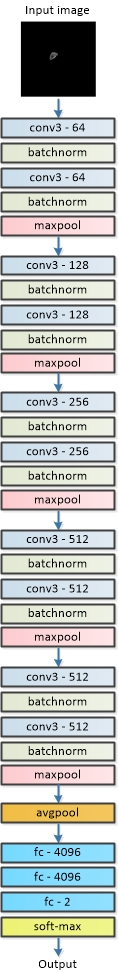 Input image
conv3 - 64
batchnorm
conv3 - 64
batchnorm
maxpool
conv3 - 128
batchnorm
conv3 - 128
batchnorm
maxpool
conv3 - 256
batchnorm
conv3 - 256
batchnorm
maxpool
conv3 - 512
batchnorm
conv3 - 512
batchnorm
maxpool
conv3 - 512
batchnorm
conv3 - 512
batchnorm
maxpool
avgpool
fc - 4096
fc - 4096
fc - 2
soft-max
Output